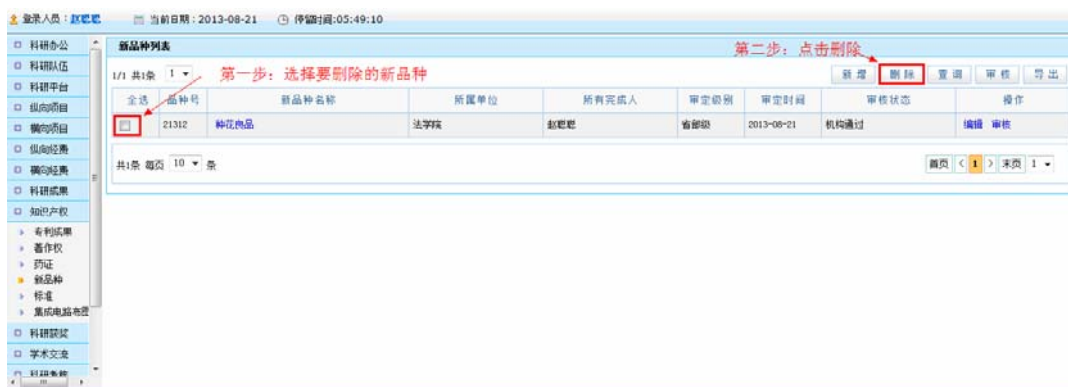 登录人员：赵聪聪 当前日期：2013-08-21 停留时间:05:49:10
科研办公
科研队伍
科研平台
纵向项目
横向项目
纵向经费
横向经费
科研成果
知识产权
专利成果
著作权
药证
新品种
标准
集成电路布图
科研获奖
学术交流
科研考核
新品种列表
第二步：点击删除
1/1 共1条 1
第一步：选择要删除的新品种
新增 删除 查询 审核 导出
全选 品种号 新品种名称 所属单位 所有完成人 审定级别 审定时间 审核状态 操作
21312 种花良品 法学院 赵聪聪 省部级 2013-08-21 机构通过 编辑 审核
共1条 每页 10 条
首页 < 1 > 末页 1